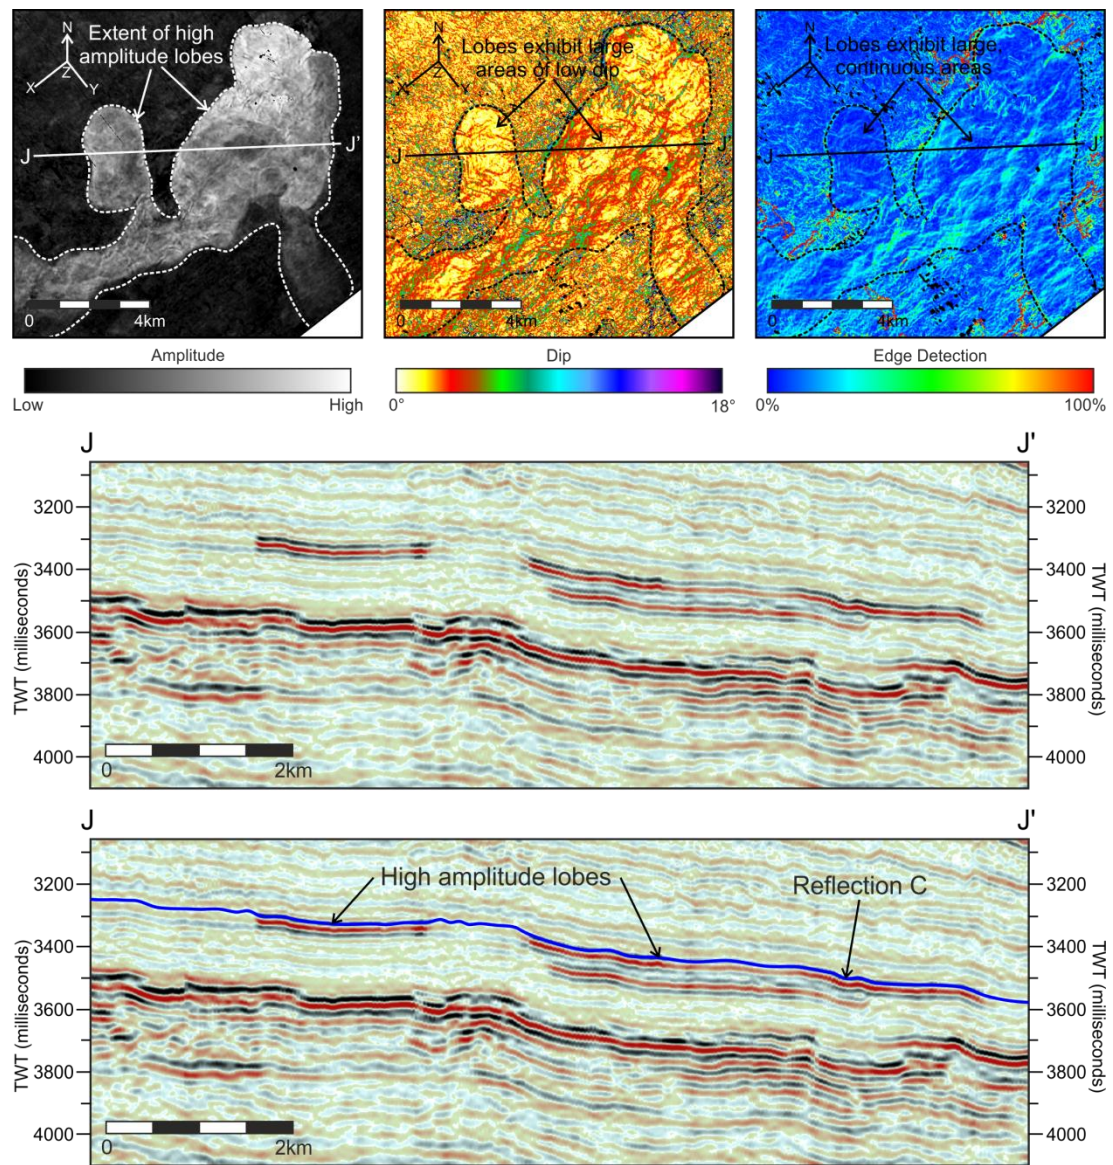 N
X
Z
Y
Extent of high
amplitude lobes
J
J'
0
4km
N
X
Z
Y
Lobes exhibit large
areas of low dip
J
J'
0
4km
N
X
Z
Y
Lobes exhibit large,
continuous areas
J
J'
0
4km
Amplitude
Low
High
Dip
0°
18°
Edge Detection
0%
100%
J
J'
TWT (milliseconds)
3200
3400
3600
3800
4000
3200
3400
3600
3800
4000
TWT (milliseconds)
0
2km
J
J'
TWT (milliseconds)
3200
3400
3600
3800
4000
High amplitude lobes
Reflection C
3200
3400
3600
3800
4000
TWT (milliseconds)
0
2km